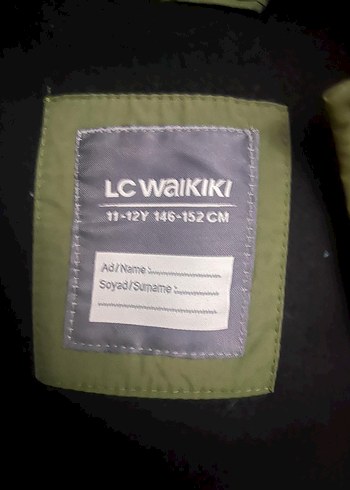 LC WAIKIKI
11-12Y 146-152 CM
Ad/Name :
Soyad/Surname :